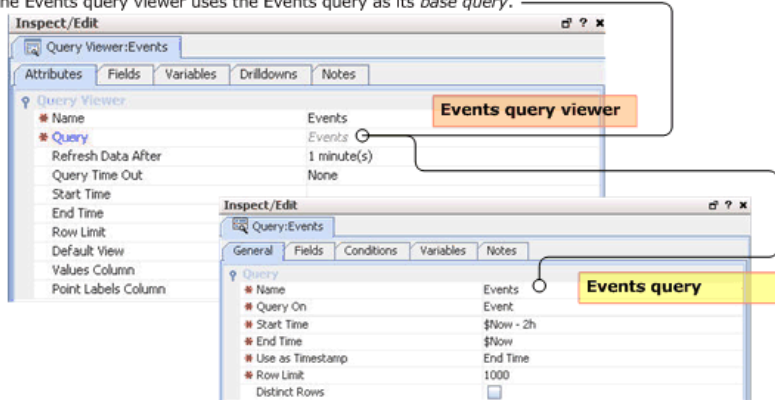 he Events query viewer uses the Events query as its base query.
Inspect/Edit
Query Viewer:Events
Attributes Fields Variables Drilldowns Notes
Query Viewer
Name Events
Query Events
Events query viewer
Refresh Data After 1 minute(s)
Query Time Out None
Start Time
End Time
Row Limit
Default View
Values Column
Point Labels Column
Inspect/Edit
Query:Events
General Fields Conditions Variables Notes
Query
Name Events
Events query
Query On Event
Start Time $Now - 2h
End Time $Now
Use as Timestamp End Time
Row Limit 1000
Distinct Rows